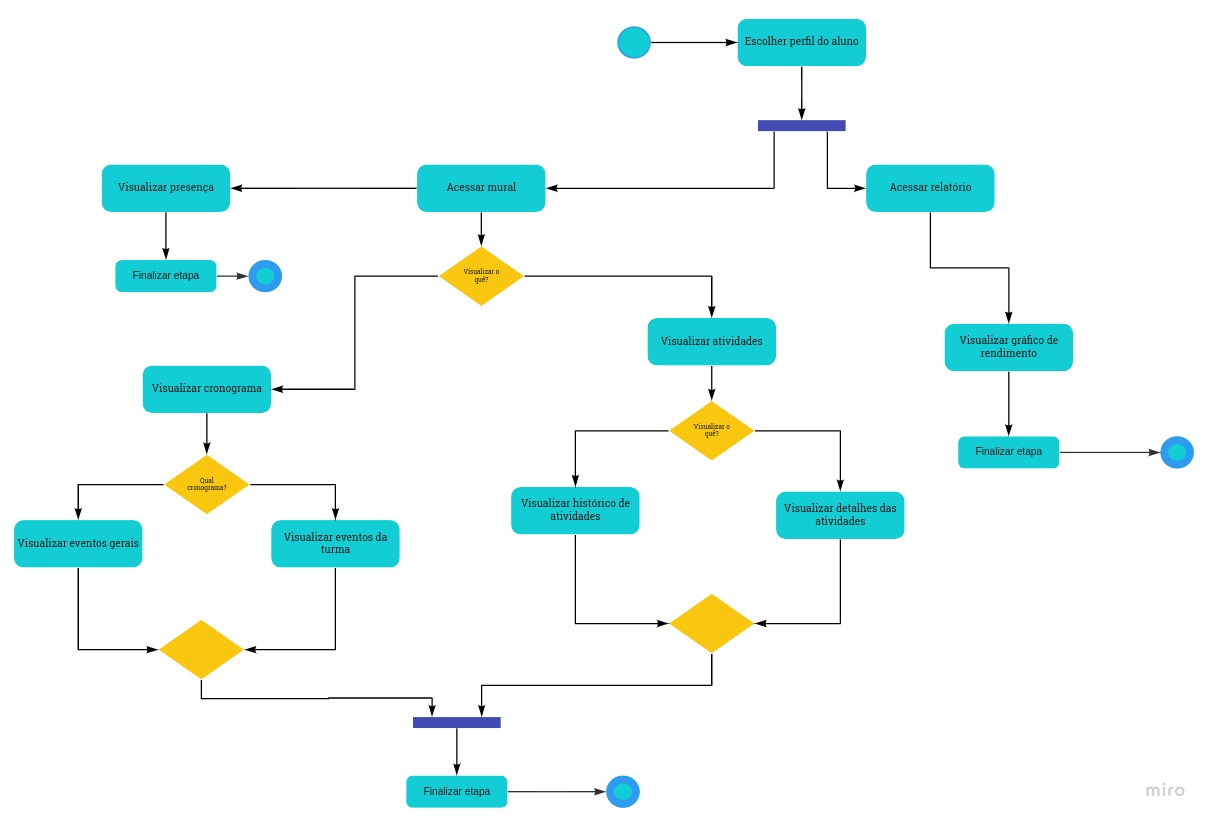 Escolher perfil do aluno
Visualizar presença
Acessar mural
Acessar relatório
Finalizar etapa
Visualizar o
quê?
Visualizar atividades
Visualizar gráfico de
rendimento
Visualizar cronograma
Visualizar o
quê?
Finalizar etapa
Qual
cronograma?
Visualizar histórico de
atividades
Visualizar detalhes das
atividades
Visualizar eventos gerais
Visualizar eventos da
turma
Finalizar etapa
miro